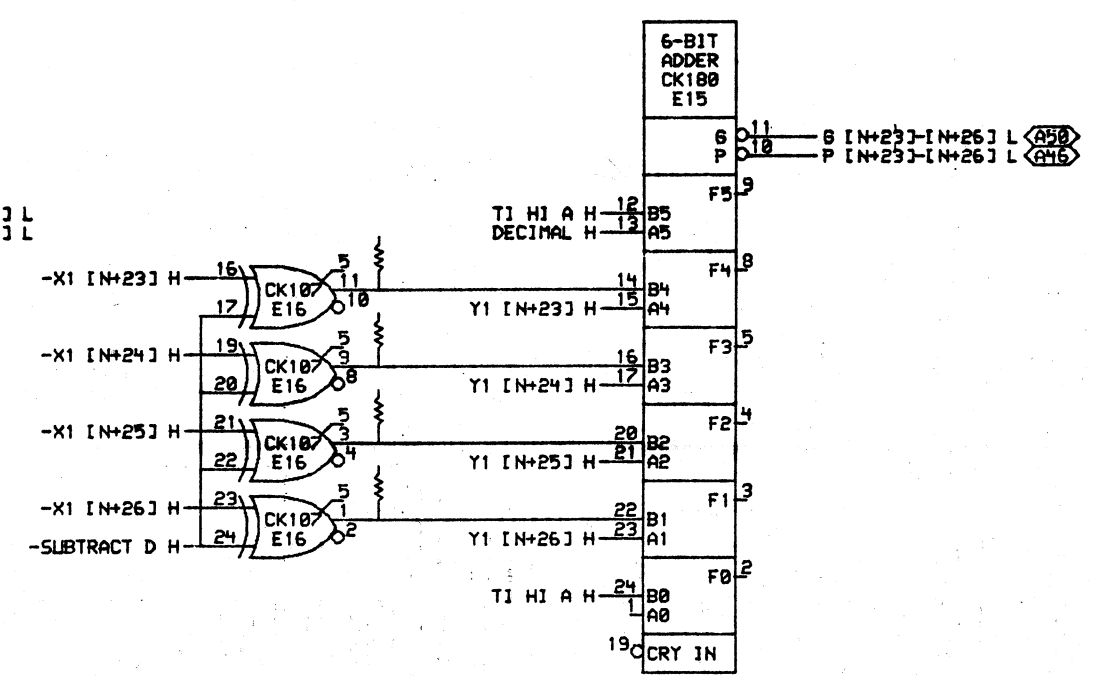 6-BIT
ADDER
CK180
E15
G 11 G [N+23]-[N+26] L A50
P 10 P [N+23]-[N+26] L A46
F5 9
] L
] L
TI HI A H 12 B5
DECIMAL H 13 A5
F4 8
-X1 [N+23] H 16 5
CK107 11 14 B4
17 E16 10 Y1 [N+23] H 15 A4
F3 5
-X1 [N+24] H 19 5
CK107 9 16 B3
20 E16 8 Y1 [N+24] H 17 A3
F2 4
-X1 [N+25] H 21 5
CK107 3 20 B2
22 E16 4 Y1 [N+25] H 21 A2
F1 3
-X1 [N+26] H 23 5
CK107 1 22 B1
-SUBTRACT D H 24 E16 2 Y1 [N+26] H 23 A1
F0 2
TI HI A H 24 B0
1 A0
19 CRY IN